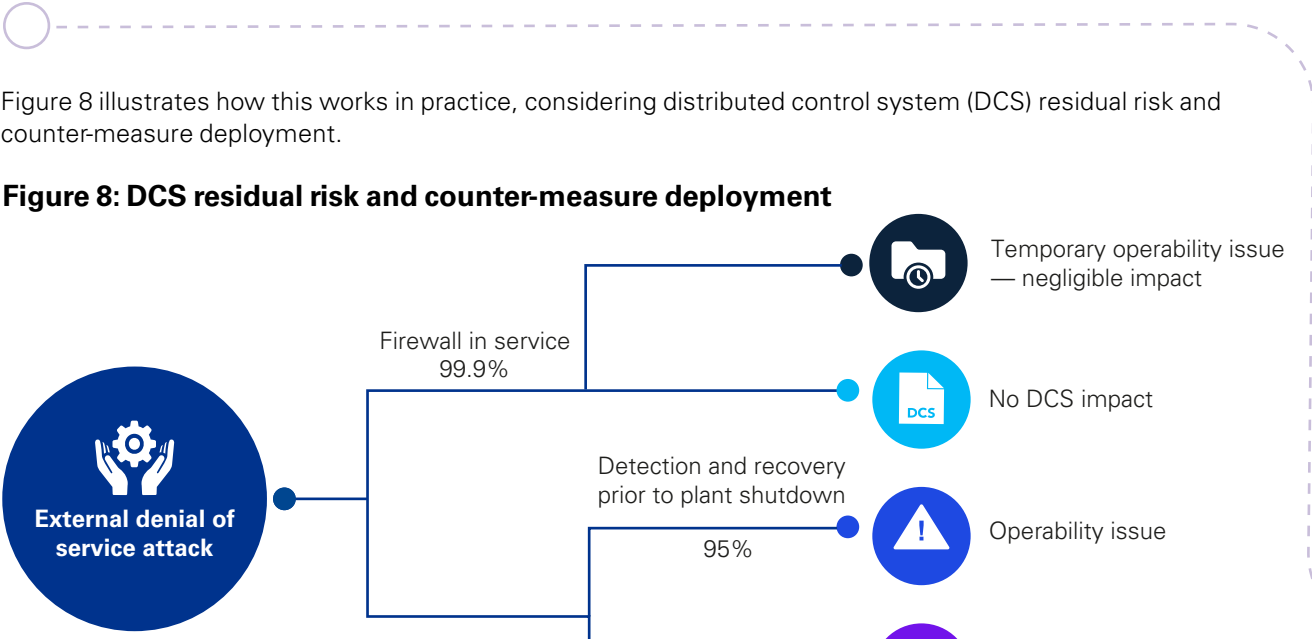 Figure 8 illustrates how this works in practice, considering distributed control system (DCS) residual risk and
counter-measure deployment.
Figure 8: DCS residual risk and counter-measure deployment
Temporary operability issue
— negligible impact
Firewall in service
99.9%
DCS
No DCS impact
Detection and recovery
prior to plant shutdown
95%
Operability issue
External denial of
service attack